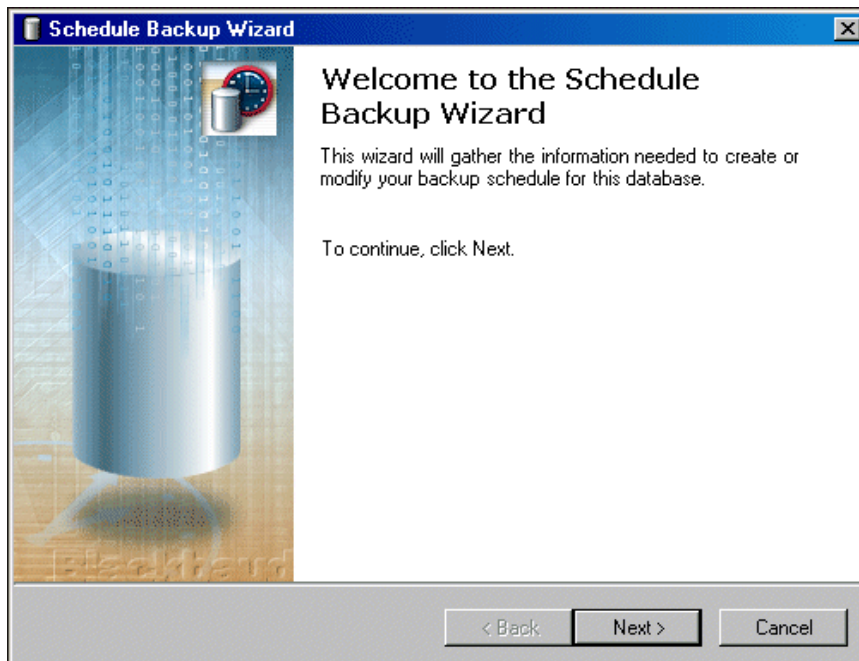 Schedule Backup Wizard
Welcome to the Schedule
Backup Wizard
This wizard will gather the information needed to create or
modify your backup schedule for this database.
To continue, click Next.
Blackbaud
< Back
Next >
Cancel